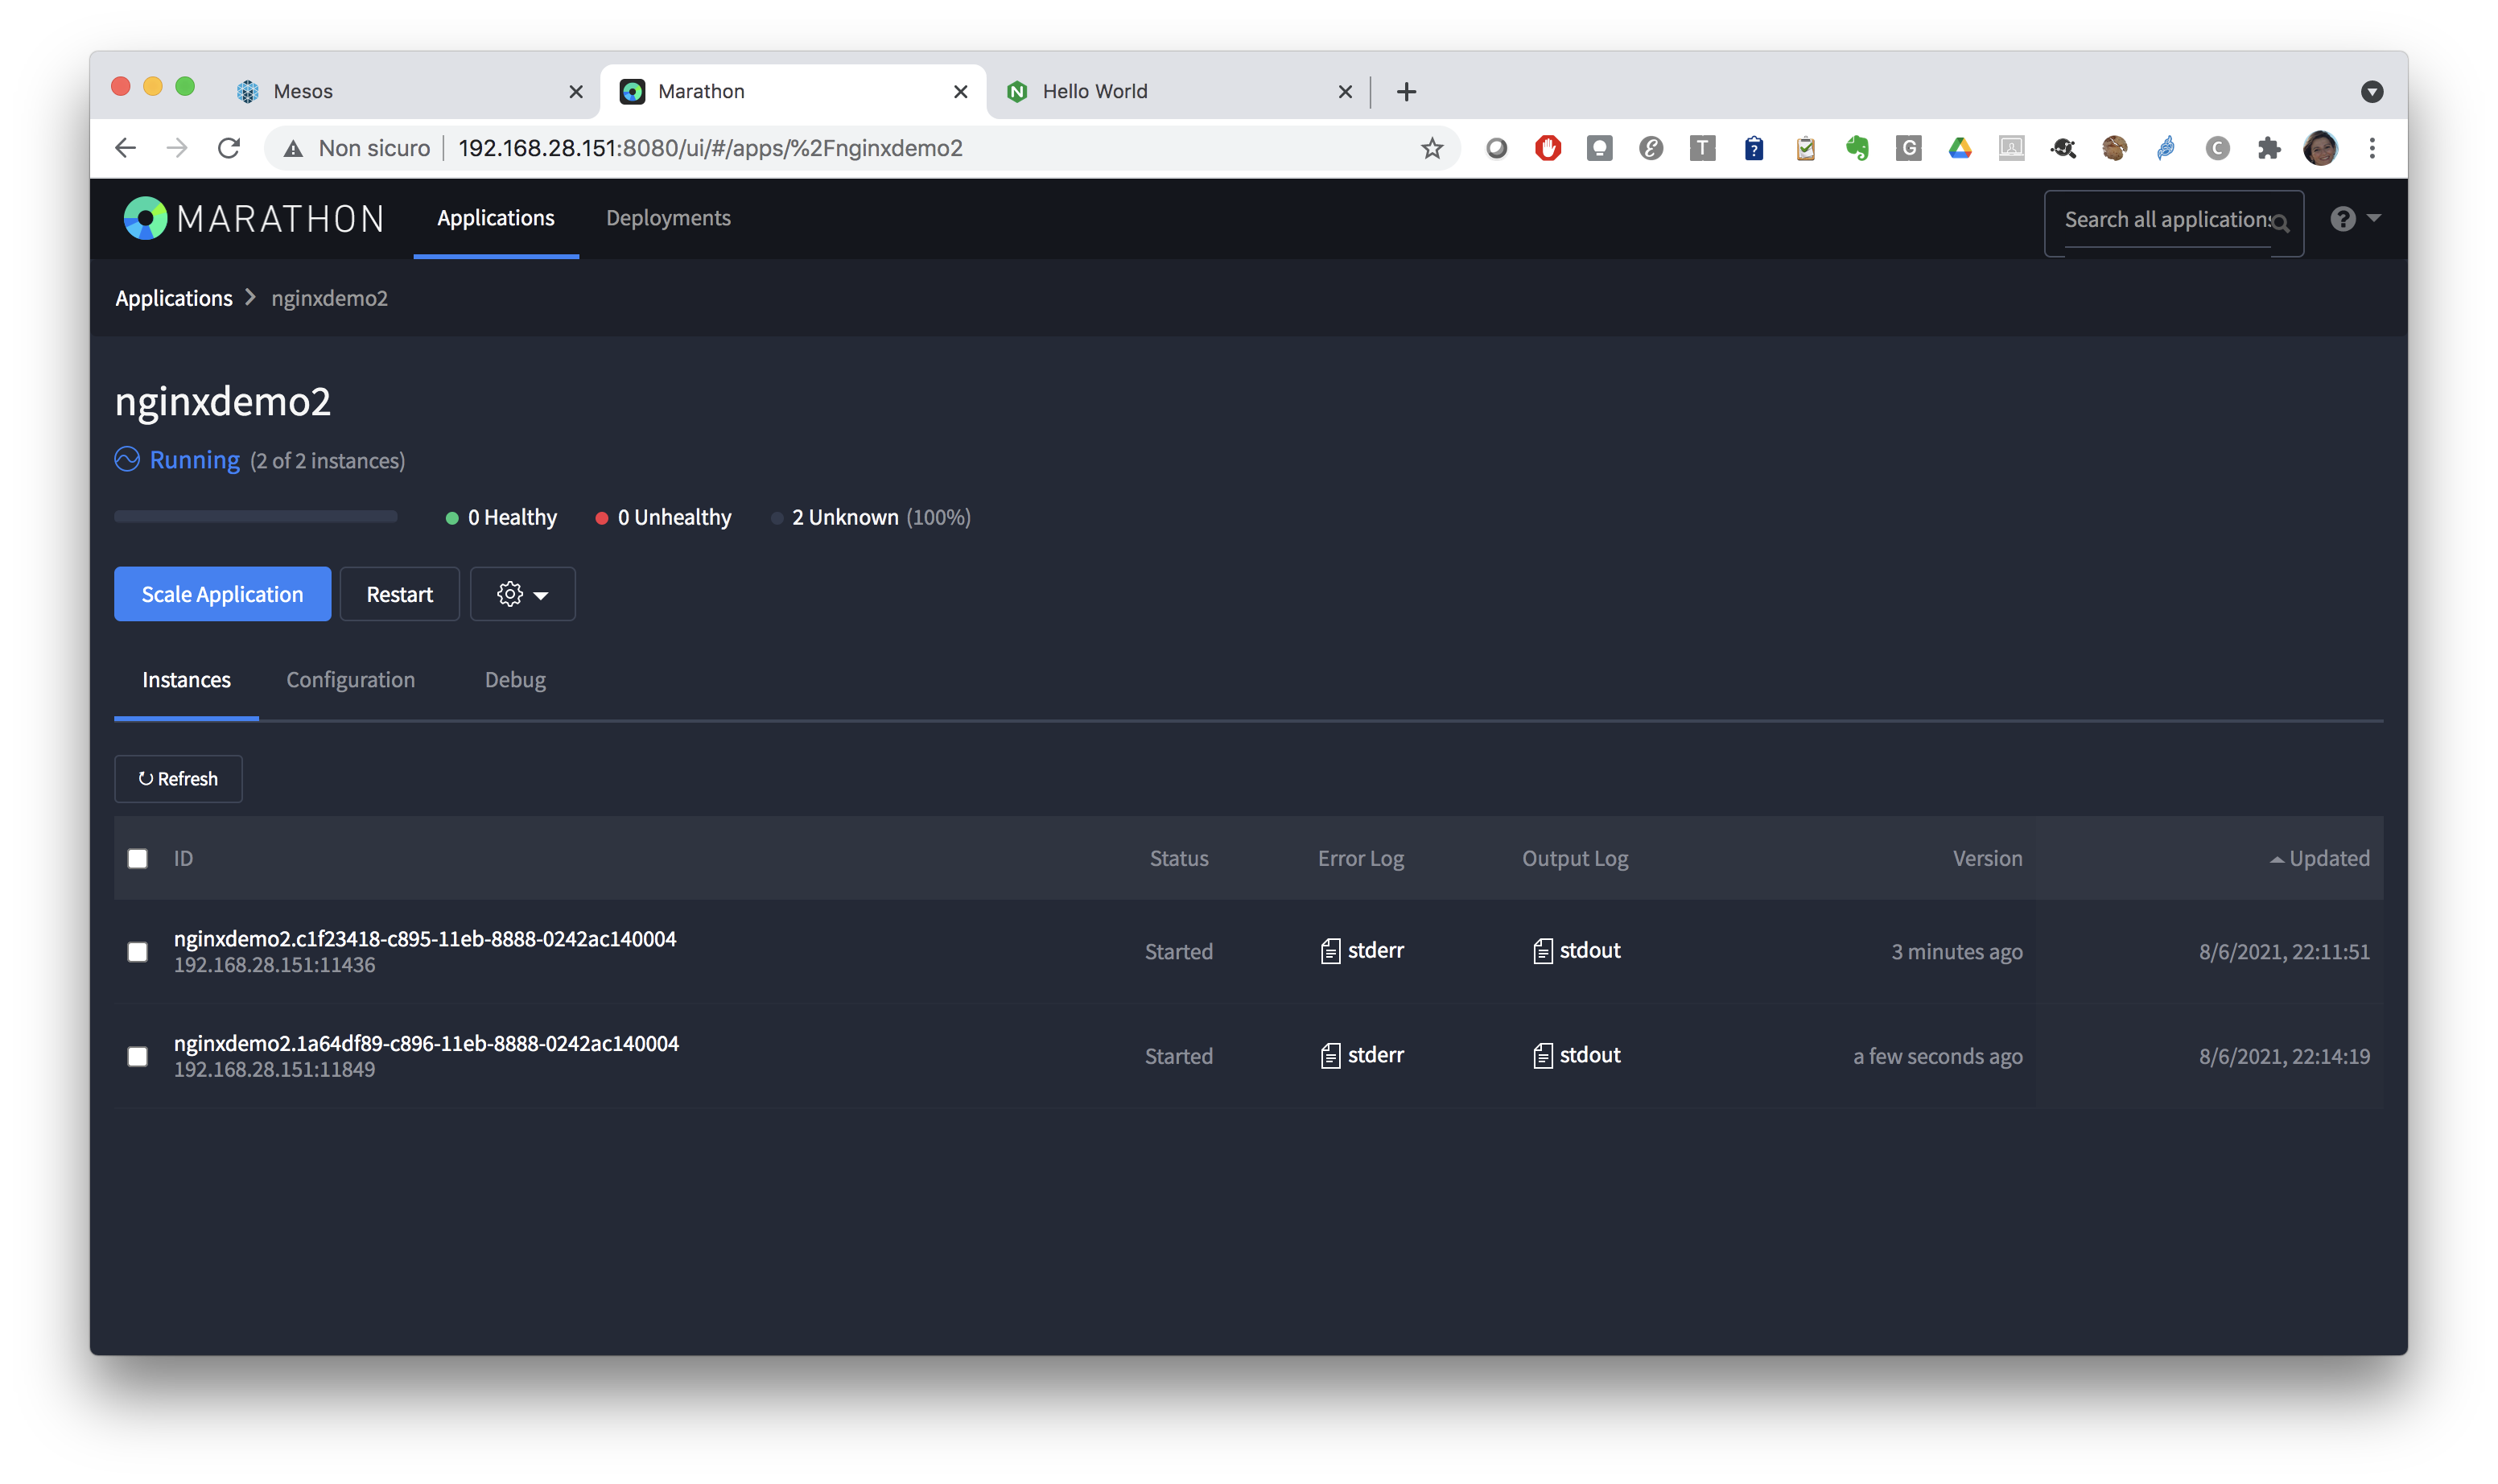 Mesos
Marathon
Hello World
Non sicuro
192.168.28.151:8080/ui/#/apps/%2Fnginxdemo2
MARATHON
Applications
Deployments
Search all applications
Applications
nginxdemo2
nginxdemo2
Running (2 of 2 instances)
0 Healthy
0 Unhealthy
2 Unknown (100%)
Scale Application
Restart
Instances
Configuration
Debug
Refresh
ID
Status
Error Log
Output Log
Version
Updated
nginxdemo2.c1f23418-c895-11eb-8888-0242ac140004
192.168.28.151:11436
Started
stderr
stdout
3 minutes ago
8/6/2021, 22:11:51
nginxdemo2.1a64df89-c896-11eb-8888-0242ac140004
192.168.28.151:11849
Started
stderr
stdout
a few seconds ago
8/6/2021, 22:14:19